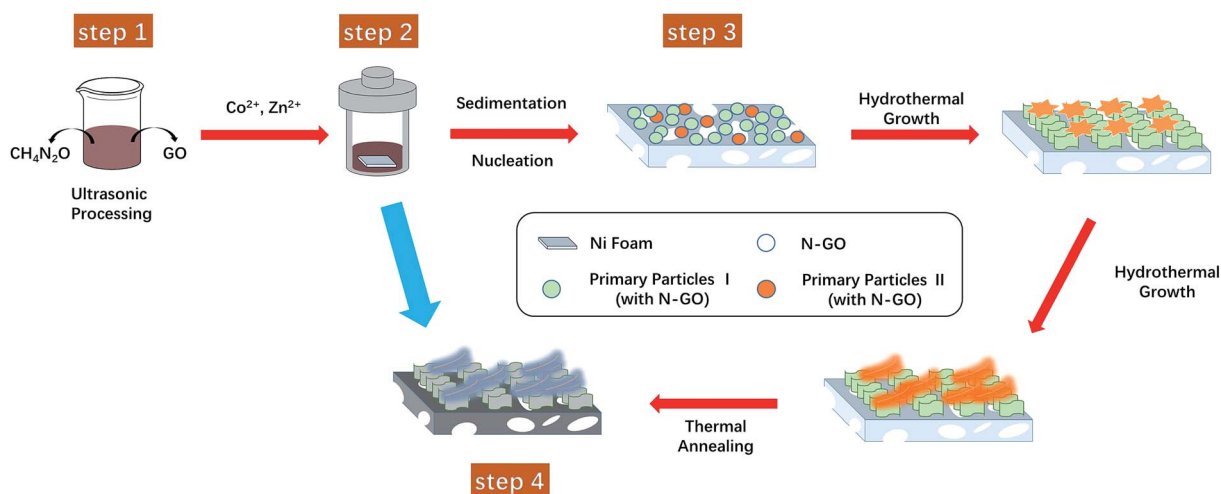 step 1
step 2
step 3
Co²⁺, Zn²⁺
Sedimentation
Nucleation
Hydrothermal
Growth
CH₄N₂O
GO
Ultrasonic
Processing
Ni Foam
N-GO
Primary Particles Ⅰ
(with N-GO)
Primary Particles Ⅱ
(with N-GO)
Hydrothermal
Growth
Thermal
Annealing
step 4